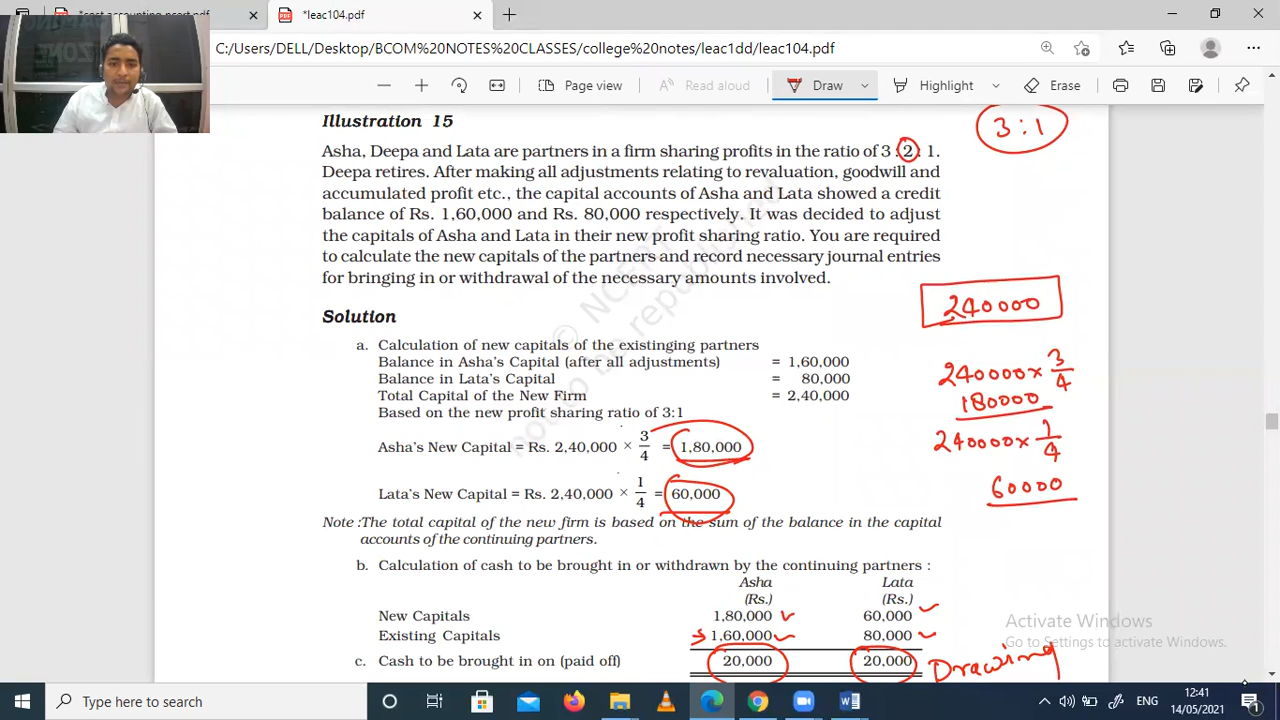 *leac104.pdf
C:/Users/DELL/Desktop/BCOM%20NOTES%20CLASSES/college%20notes/leac1dd/leac104.pdf
Page view
Read aloud
Draw
Highlight
Erase
Illustration 15
3:1
Asha, Deepa and Lata are partners in a firm sharing profits in the ratio of 3 : 2 : 1.
Deepa retires. After making all adjustments relating to revaluation, goodwill and
accumulated profit etc., the capital accounts of Asha and Lata showed a credit
balance of Rs. 1,60,000 and Rs. 80,000 respectively. It was decided to adjust
the capitals of Asha and Lata in their new profit sharing ratio. You are required
to calculate the new capitals of the partners and record necessary journal entries
for bringing in or withdrawal of the necessary amounts involved.
240000
Solution
a. Calculation of new capitals of the existinging partners
Balance in Asha's Capital (after all adjustments) = 1,60,000
Balance in Lata's Capital = 80,000
Total Capital of the New Firm = 2,40,000
Based on the new profit sharing ratio of 3:1
240000 × 3/4
180000
Asha's New Capital = Rs. 2,40,000 × 3/4 = 1,80,000
240000 × 1/4
60000
Lata's New Capital = Rs. 2,40,000 × 1/4 = 60,000
Note :The total capital of the new firm is based on the sum of the balance in the capital
accounts of the continuing partners.
b. Calculation of cash to be brought in or withdrawn by the continuing partners :
Asha Lata
(Rs.) (Rs.)
New Capitals 1,80,000 60,000
Existing Capitals 1,60,000 80,000
c. Cash to be brought in on (paid off) 20,000 20,000
Drawing
© NCERT
not to be republished
Activate Windows
Go to Settings to activate Windows.
Type here to search
ENG
12:41
14/05/2021
1